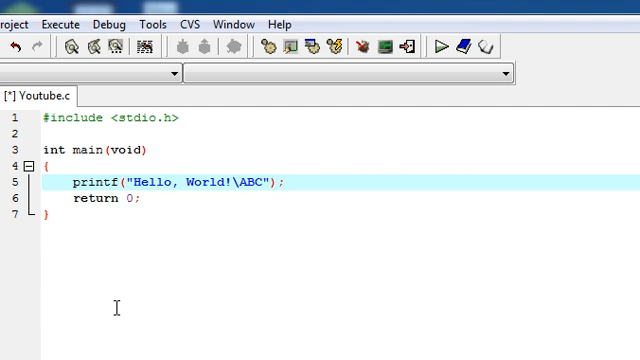 roject Execute Debug Tools CVS Window Help
[*] Youtube.c
1 #include <stdio.h>
2
3 int main(void)
4 {
5 printf("Hello, World!\ABC");
6 return 0;
7 }